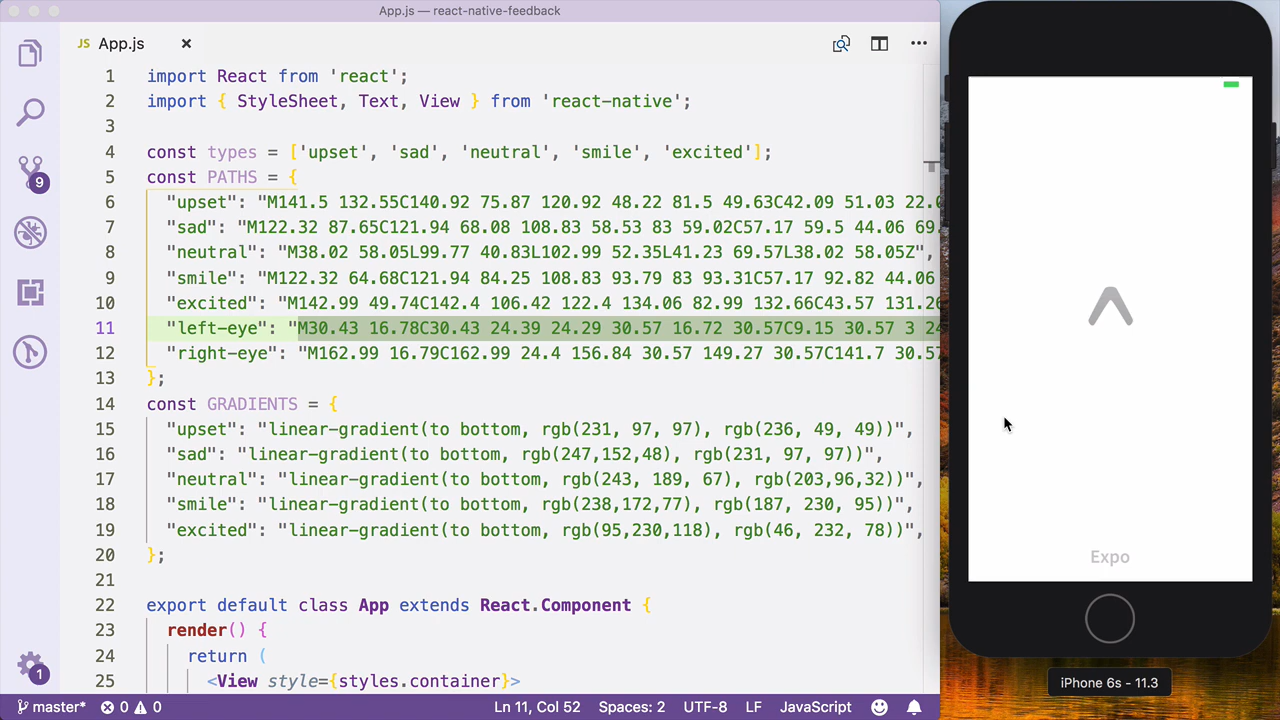 App.js — react-native-feedback
JS App.js
1 import React from 'react';
2 import { StyleSheet, Text, View } from 'react-native';
3
4 const types = ['upset', 'sad', 'neutral', 'smile', 'excited'];
5 const PATHS = {
6 "upset": "M141.5 132.55C140.92 75.87 120.92 48.22 81.5 49.63C42.09 51.03 22.0
7 "sad": "M122.32 87.65C121.94 68.08 108.83 58.53 83 59.02C57.17 59.5 44.06 69.
8 "neutral": "M38.02 58.05L99.77 40.83L102.99 52.35L41.23 69.57L38.02 58.05Z",
9 "smile": "M122.32 64.68C121.94 84.25 108.83 93.79 83 93.31C57.17 92.82 44.06
10 "excited": "M142.99 49.74C142.4 106.42 122.4 134.06 82.99 132.66C43.57 131.26
11 "left-eye": "M30.43 16.78C30.43 24.39 24.29 30.57 16.72 30.57C9.15 30.57 3 24
12 "right-eye": "M162.99 16.79C162.99 24.4 156.84 30.57 149.27 30.57C141.7 30.57
13 };
14 const GRADIENTS = {
15 "upset": "linear-gradient(to bottom, rgb(231, 97, 97), rgb(236, 49, 49))",
16 "sad": "linear-gradient(to bottom, rgb(247,152,48), rgb(231, 97, 97))",
17 "neutral": "linear-gradient(to bottom, rgb(243, 189, 67), rgb(203,96,32))",
18 "smile": "linear-gradient(to bottom, rgb(238,172,77), rgb(187, 230, 95))",
19 "excited": "linear-gradient(to bottom, rgb(95,230,118), rgb(46, 232, 78))",
20 };
21
22 export default class App extends React.Component {
23 render() {
24 return (
25 <View style={styles.container}>
9
1
master* 0 0 Ln 11, Col 52 Spaces: 2 UTF-8 LF JavaScript
Expo
iPhone 6s - 11.3